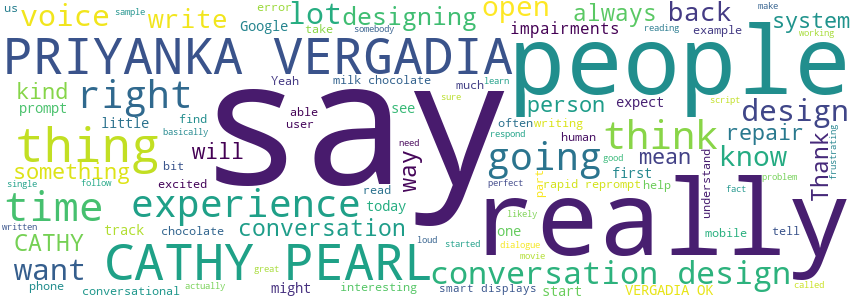 us voice write lot designing open always back system
sample error Google take somebody impairments example make working
PRIYANKA VERGADIA people
kind right Yeah milk chocolate much learn see person expect design
prompt little find able user say often writing think repair
thing basically will sure way need respond human going good mean know
something bit excited first script
single follow read perfect part rapid reprompt help understand fact problem Thank frustrating
time experience today likely one really mobile tell
written CATHY track chocolate conversation loud started dialogue movie
want CATHY PEARL conversation design called
phone conversational actually great might interesting smart displays start VERGADIA OK
reading